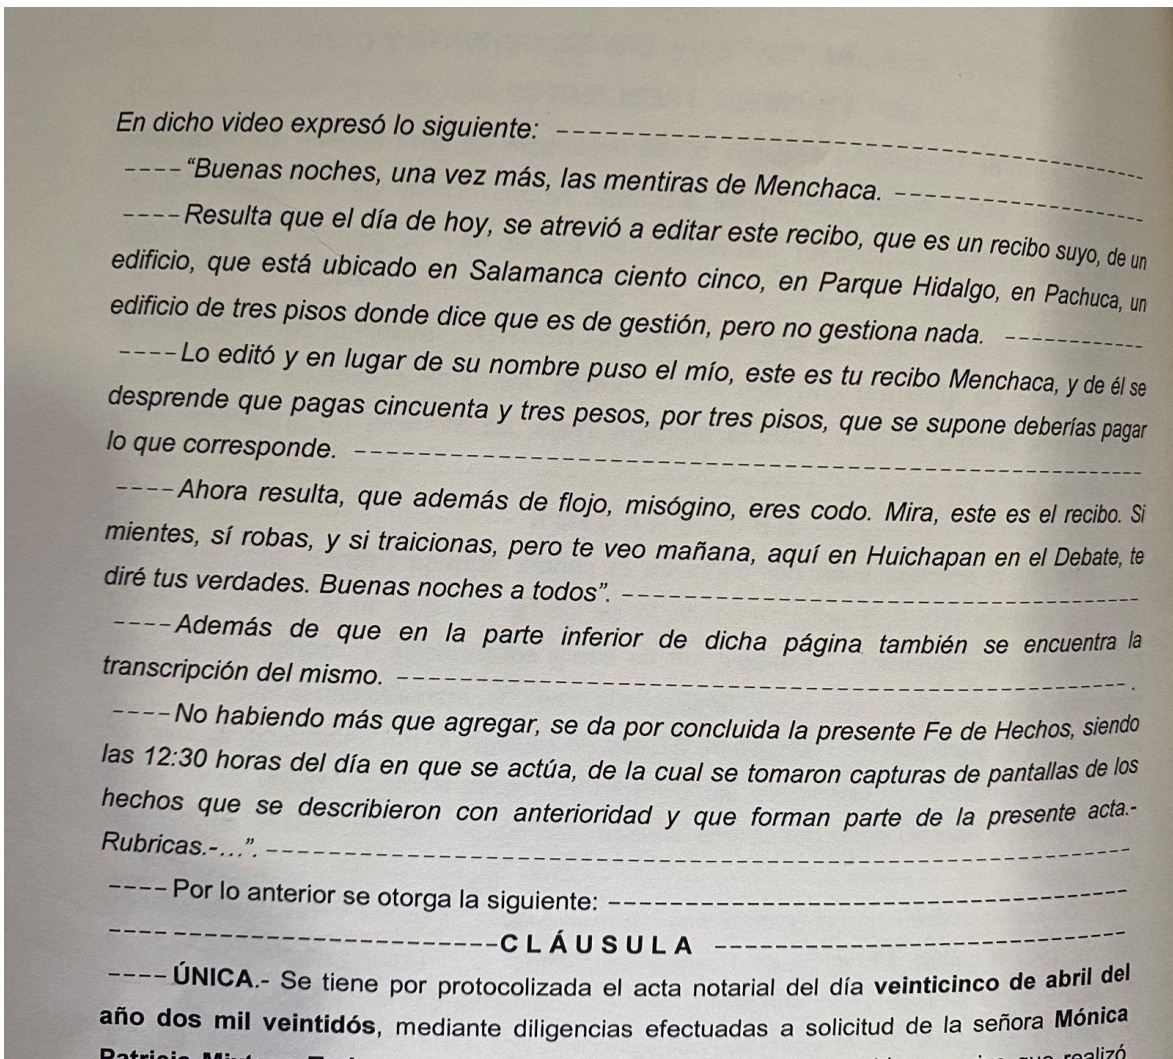 En dicho video expresó lo siguiente: ------------------------------------
----“Buenas noches, una vez más, las mentiras de Menchaca. ---------------
----Resulta que el día de hoy, se atrevió a editar este recibo, que es un recibo suyo, de un
edificio, que está ubicado en Salamanca ciento cinco, en Parque Hidalgo, en Pachuca, un
edificio de tres pisos donde dice que es de gestión, pero no gestiona nada. ------------
----Lo editó y en lugar de su nombre puso el mío, este es tu recibo Menchaca, y de él se
desprende que pagas cincuenta y tres pesos, por tres pisos, que se supone deberías pagar
lo que corresponde. ------------------------------------------------
----Ahora resulta, que además de flojo, misógino, eres codo. Mira, este es el recibo. Si
mientes, sí robas, y si traicionas, pero te veo mañana, aquí en Huichapan en el Debate, te
diré tus verdades. Buenas noches a todos”. --------------------------------
----Además de que en la parte inferior de dicha página también se encuentra la
transcripción del mismo. ----------------------------------------------.
----No habiendo más que agregar, se da por concluida la presente Fe de Hechos, siendo
las 12:30 horas del día en que se actúa, de la cual se tomaron capturas de pantallas de los
hechos que se describieron con anterioridad y que forman parte de la presente acta.-
Rubricas.-…”. ------------------------------------------------------
----Por lo anterior se otorga la siguiente: ---------------------------------
-------------------------C L Á U S U L A --------------------------
----ÚNICA.- Se tiene por protocolizada el acta notarial del día veinticinco de abril del
año dos mil veintidós, mediante diligencias efectuadas a solicitud de la señora Mónica
Patricia que realizó